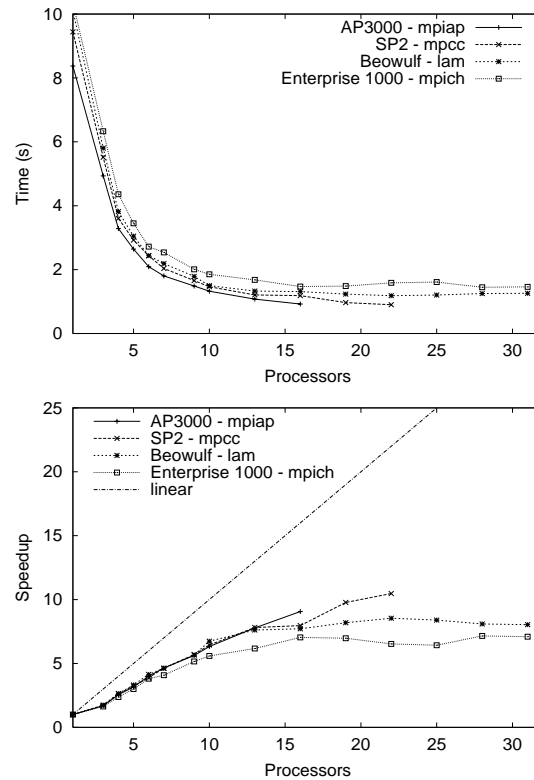 AP3000 - mpiap
SP2 - mpcc
Beowulf - lam
Enterprise 1000 - mpich
10
8
6
4
2
0
Time (s)
5
10
15
20
25
30
Processors
AP3000 - mpiap
SP2 - mpcc
Beowulf - lam
Enterprise 1000 - mpich
linear
25
20
15
10
5
0
Speedup
5
10
15
20
25
30
Processors